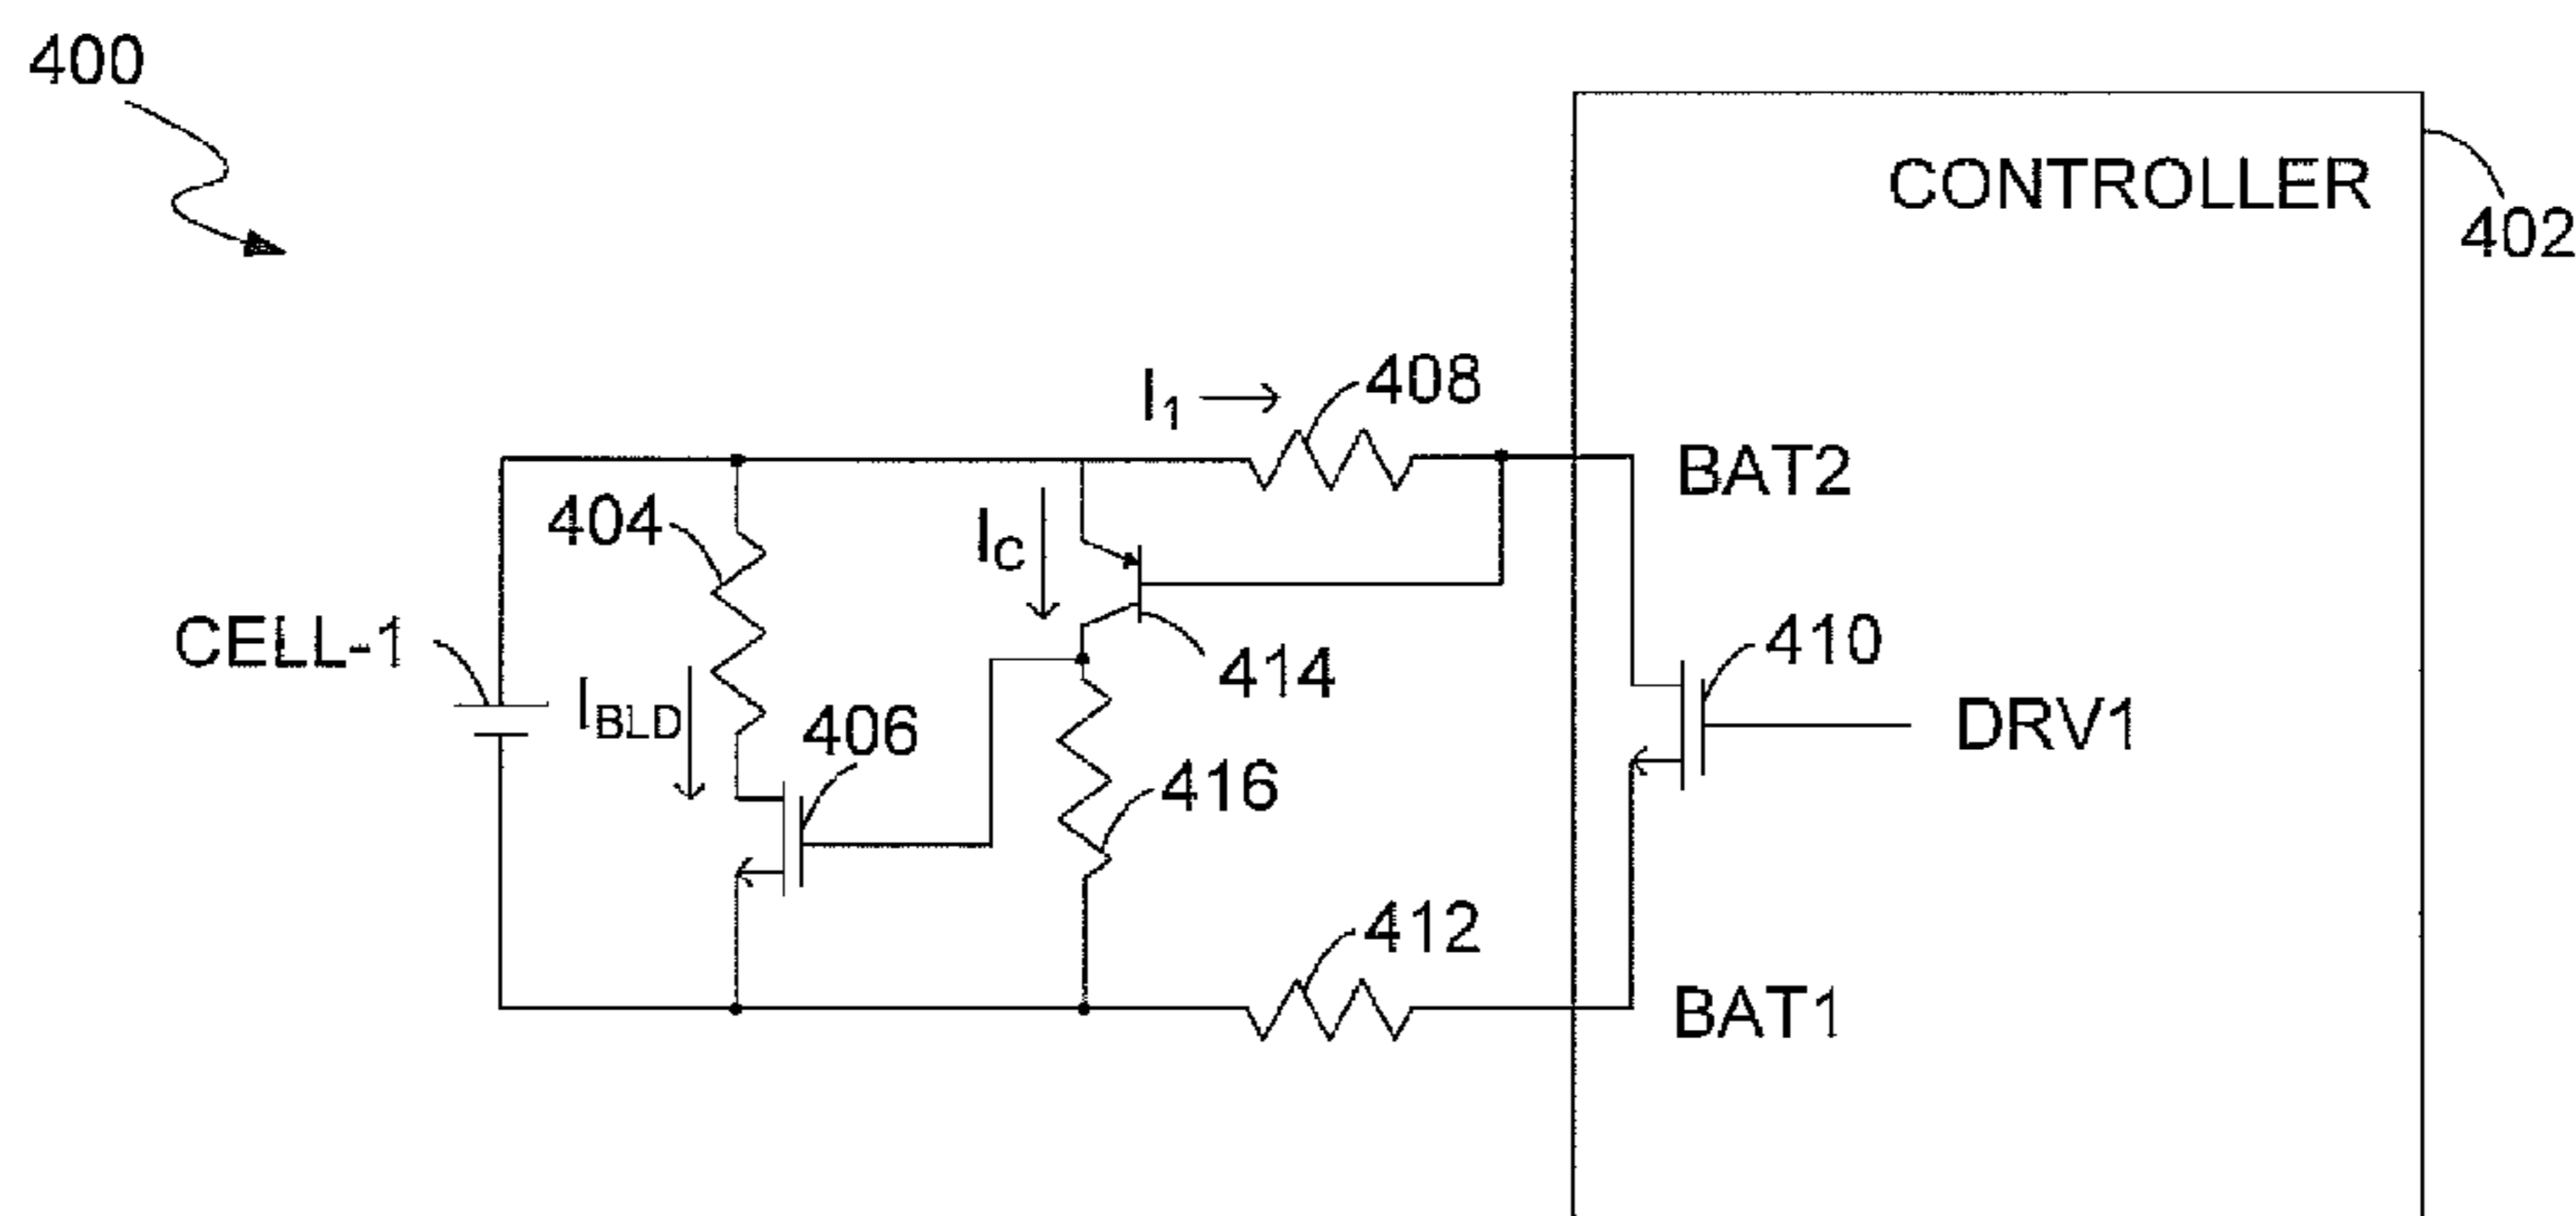 400
CONTROLLER
402
I1
408
BAT2
404
IC
CELL-1
IBLD
406
414
410
DRV1
416
412
BAT1